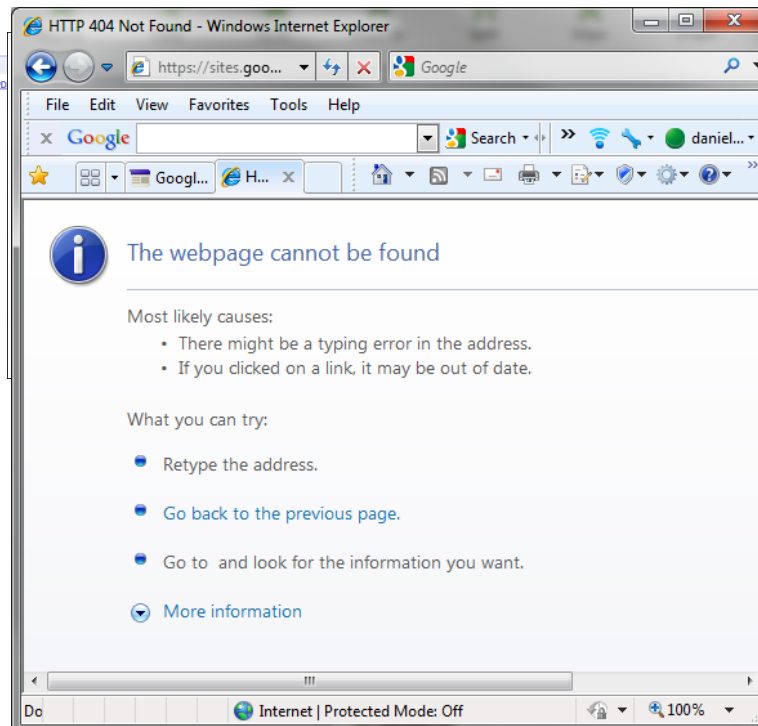 HTTP 404 Not Found - Windows Internet Explorer
https://sites.goo... Google
File Edit View Favorites Tools Help
x Google Search daniel...
Googl... H... x
The webpage cannot be found
Most likely causes:
• There might be a typing error in the address.
• If you clicked on a link, it may be out of date.
What you can try:
Retype the address.
Go back to the previous page.
Go to and look for the information you want.
More information
Do Internet | Protected Mode: Off 100%